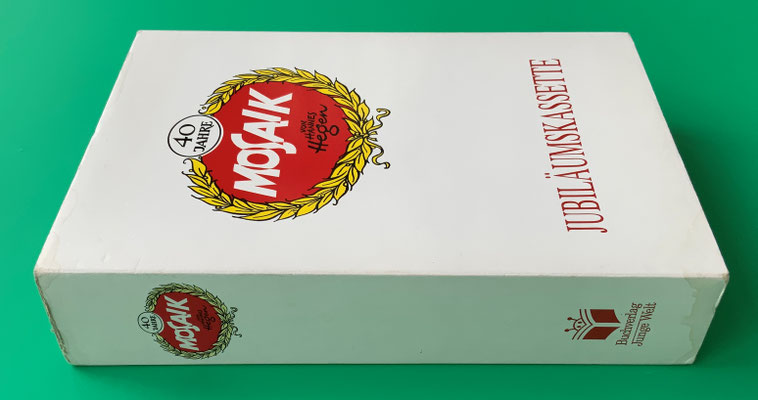 40
JAHRE
MOSAIK
VON
HANNES
Hegen
JUBILÄUMSKASSETTE
40
JAHRE
MOSAIK
VON
HANNES
Hegen
Buchverlag
Junge Welt